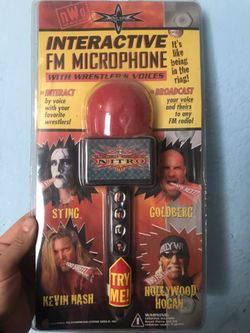 nWo
INTERACTIVE
FM MICROPHONE
WITH WRESTLER'S VOICES
It's
like
being
in the
ring!
INTERACT
by voice
with your
favorite
wrestlers!
BROADCAST
your voice
and theirs
to any
FM radio!
NITRO
STING
GOLDBERG
KEVIN NASH
TRY
ME!
HOLLYWOOD
HOGAN
WARNING: